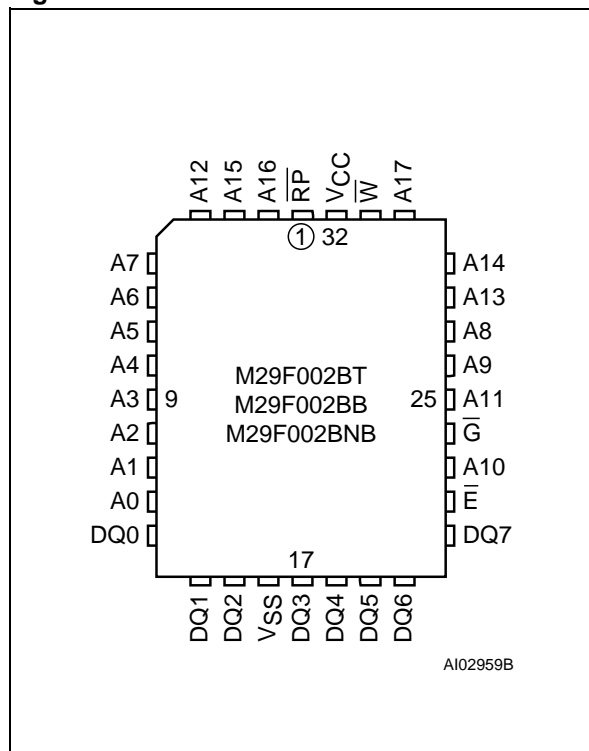 A12
A15
A16
R̅P̅
VCC
W̅
A17
1 32
A7
A6
A5
A4
A3
A2
A1
A0
DQ0
9
M29F002BT
M29F002BB
M29F002BNB
25
A14
A13
A8
A9
A11
G̅
A10
E̅
DQ7
17
DQ1
DQ2
VSS
DQ3
DQ4
DQ5
DQ6
AI02959B